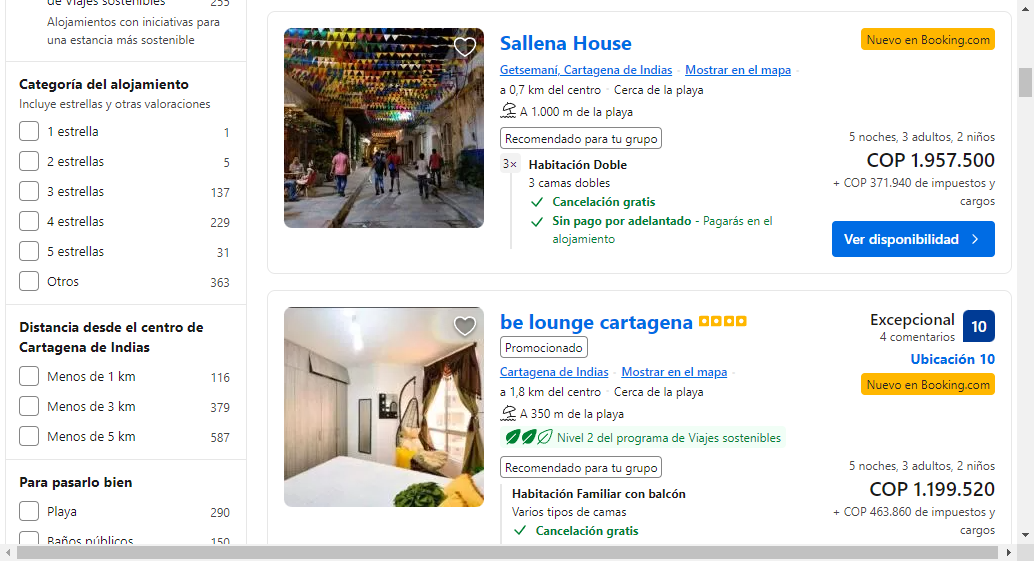 de Viajes sostenibles 255
Alojamientos con iniciativas para
una estancia más sostenible
Categoría del alojamiento
Incluye estrellas y otras valoraciones
1 estrella 1
2 estrellas 5
3 estrellas 137
4 estrellas 229
5 estrellas 31
Otros 363
Distancia desde el centro de
Cartagena de Indias
Menos de 1 km 116
Menos de 3 km 379
Menos de 5 km 587
Para pasarlo bien
Playa 290
Baños públicos 150
Sallena House
Nuevo en Booking.com
Getsemaní, Cartagena de Indias · Mostrar en el mapa ·
a 0,7 km del centro · Cerca de la playa
A 1.000 m de la playa
Recomendado para tu grupo
3× Habitación Doble
3 camas dobles
Cancelación gratis
Sin pago por adelantado - Pagarás en el
alojamiento
5 noches, 3 adultos, 2 niños
COP 1.957.500
+ COP 371.940 de impuestos y
cargos
Ver disponibilidad
be lounge cartagena
Promocionado
Cartagena de Indias · Mostrar en el mapa ·
a 1,8 km del centro · Cerca de la playa
A 350 m de la playa
Nivel 2 del programa de Viajes sostenibles
Recomendado para tu grupo
Habitación Familiar con balcón
Varios tipos de camas
Cancelación gratis
Excepcional 10
4 comentarios
Ubicación 10
Nuevo en Booking.com
5 noches, 3 adultos, 2 niños
COP 1.199.520
+ COP 463.860 de impuestos y
cargos